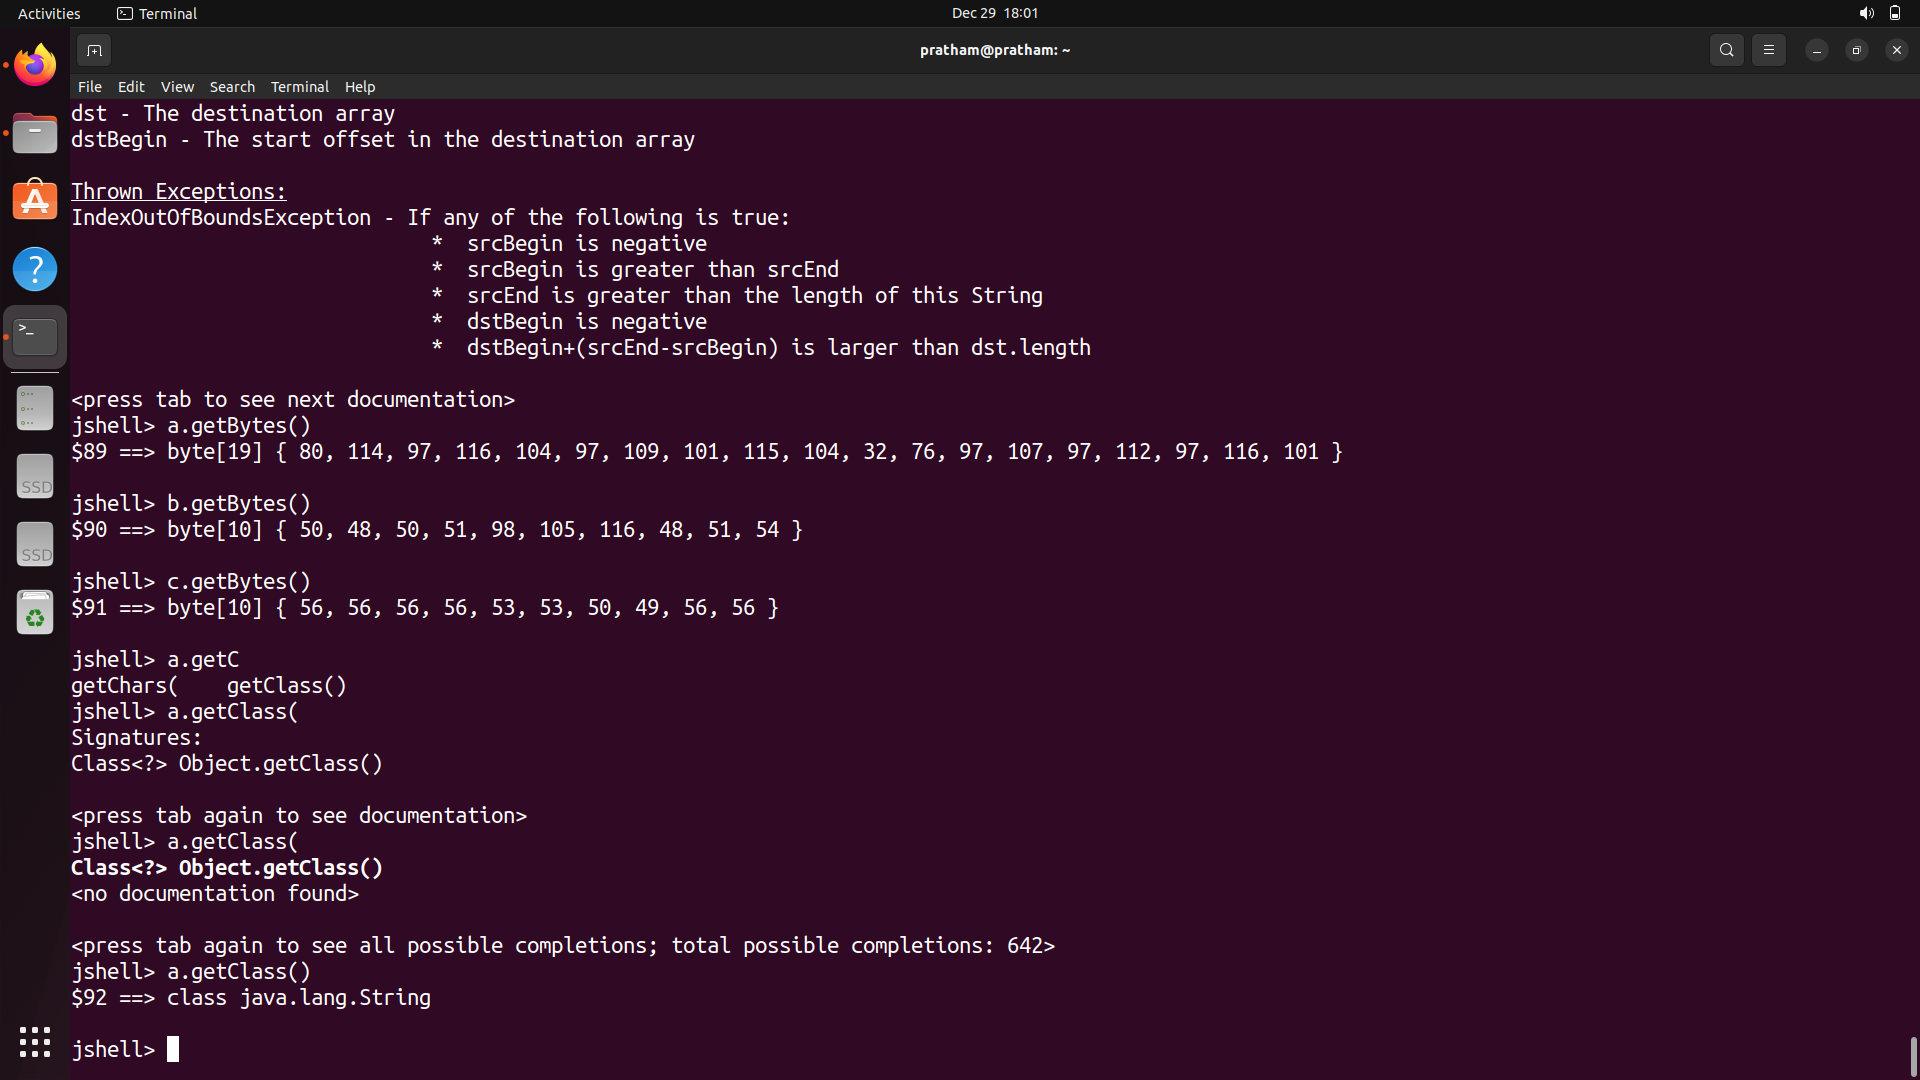 Activities
Terminal
Dec 29 18:01
pratham@pratham: ~
File Edit View Search Terminal Help
dst - The destination array
dstBegin - The start offset in the destination array
Thrown Exceptions:
IndexOutOfBoundsException - If any of the following is true:
* srcBegin is negative
* srcBegin is greater than srcEnd
* srcEnd is greater than the length of this String
* dstBegin is negative
* dstBegin+(srcEnd-srcBegin) is larger than dst.length
<press tab to see next documentation>
jshell> a.getBytes()
$89 ==> byte[19] { 80, 114, 97, 116, 104, 97, 109, 101, 115, 104, 32, 76, 97, 107, 97, 112, 97, 116, 101 }
jshell> b.getBytes()
$90 ==> byte[10] { 50, 48, 50, 51, 98, 105, 116, 48, 51, 54 }
jshell> c.getBytes()
$91 ==> byte[10] { 56, 56, 56, 56, 53, 53, 50, 49, 56, 56 }
jshell> a.getC
getChars( getClass()
jshell> a.getClass(
Signatures:
Class<?> Object.getClass()
<press tab again to see documentation>
jshell> a.getClass(
Class<?> Object.getClass()
<no documentation found>
<press tab again to see all possible completions; total possible completions: 642>
jshell> a.getClass()
$92 ==> class java.lang.String
jshell>
?
>_
SSD
SSD